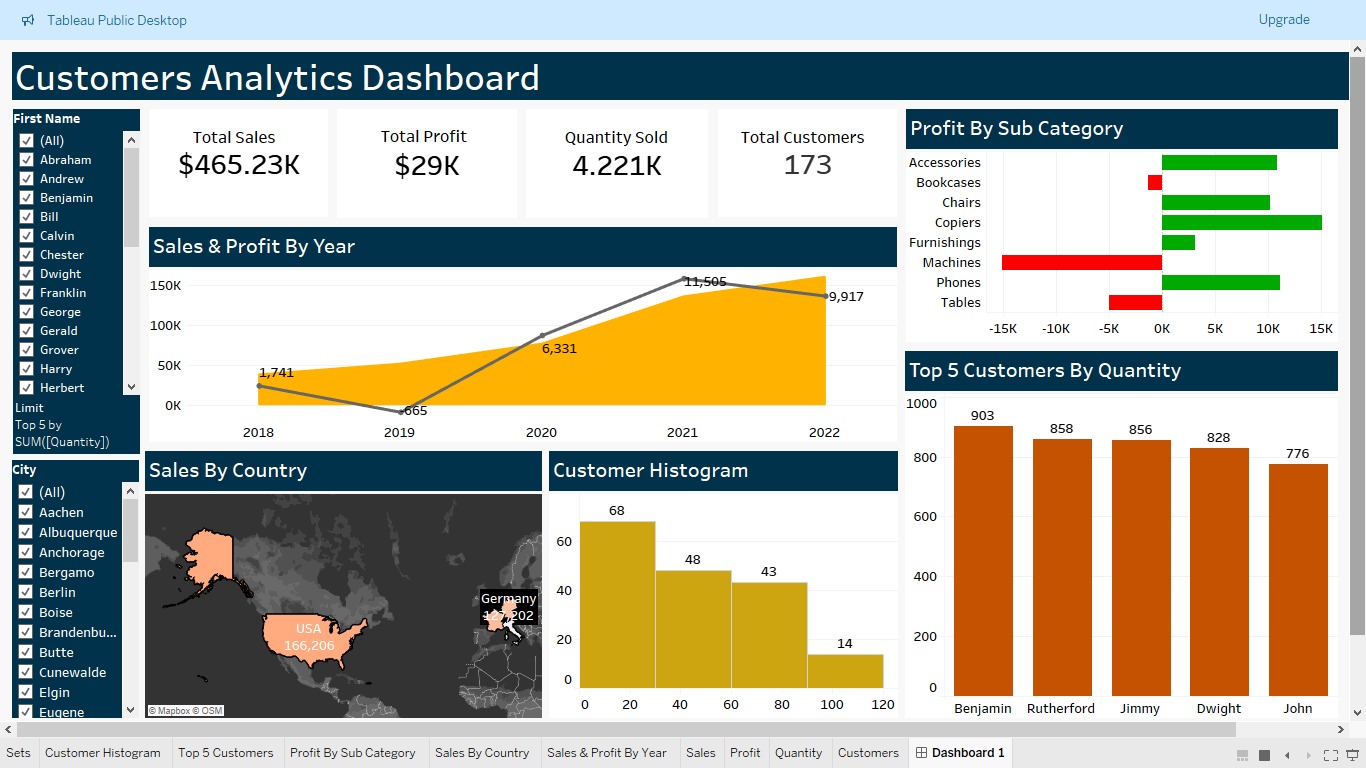 Tableau Public Desktop
Upgrade
Customers Analytics Dashboard
First Name
(All)
Abraham
Andrew
Benjamin
Bill
Calvin
Chester
Dwight
Franklin
George
Gerald
Grover
Harry
Herbert
Limit
Top 5 by
SUM([Quantity])
City
(All)
Aachen
Albuquerque
Anchorage
Bergamo
Berlin
Boise
Brandenbu...
Butte
Cunewalde
Elgin
Eugene
Total Sales
$465.23K
Total Profit
$29K
Quantity Sold
4.221K
Total Customers
173
Sales & Profit By Year
150K
100K
50K
0K
1,741
-665
6,331
11,505
9,917
2018 2019 2020 2021 2022
Sales By Country
USA
166,206
Germany
© Mapbox © OSM
Customer Histogram
60
40
20
0
68
48
43
14
0 20 40 60 80 100 120
Profit By Sub Category
Accessories
Bookcases
Chairs
Copiers
Furnishings
Machines
Phones
Tables
-15K -10K -5K 0K 5K 10K 15K
Top 5 Customers By Quantity
1000
800
600
400
200
0
903 858 856 828 776
Benjamin Rutherford Jimmy Dwight John
Sets Customer Histogram Top 5 Customers Profit By Sub Category Sales By Country Sales & Profit By Year Sales Profit Quantity Customers Dashboard 1